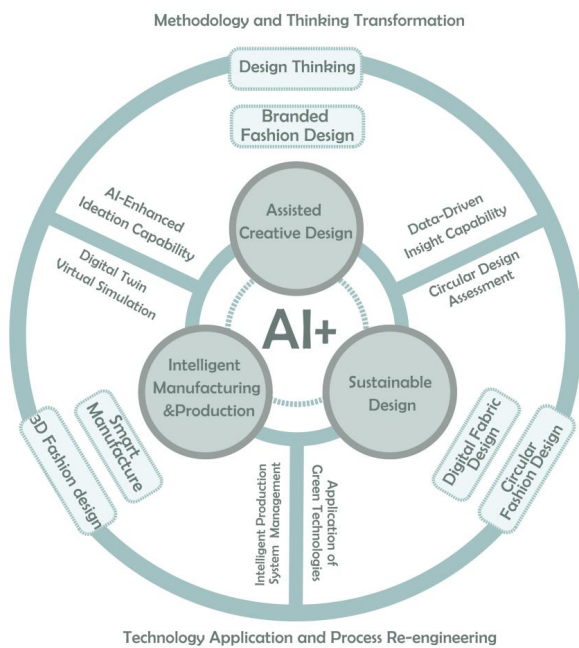 Methodology and Thinking Transformation
Design Thinking
Branded
Fashion Design
Assisted
Creative Design
AI-Enhanced
Ideation Capability
Digital Twin
Virtual Simulation
Data-Driven
Insight Capability
Circular Design
Assessment
AI+
Intelligent
Manufacturing
&Production
Sustainable
Design
3D Fashion design
Smart
Manufacture
Intelligent Production
System Management
Application of
Green Technologies
Digital Fabric
Design
Circular
Fashion Design
Technology Application and Process Re-engineering